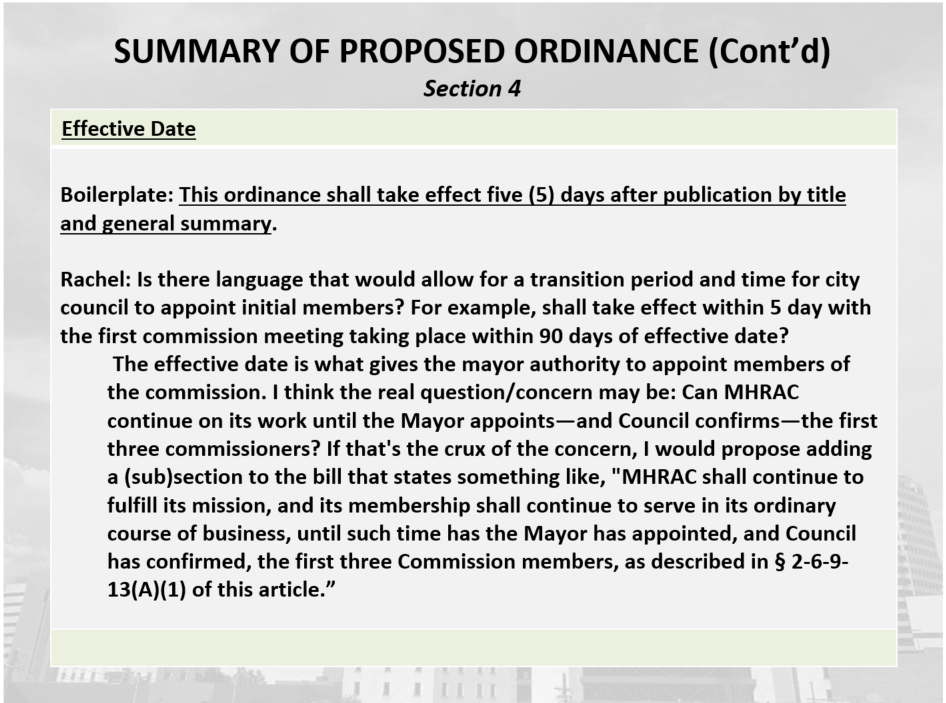 SUMMARY OF PROPOSED ORDINANCE (Cont’d)
Section 4
Effective Date
Boilerplate: This ordinance shall take effect five (5) days after publication by title
and general summary.
Rachel: Is there language that would allow for a transition period and time for city
council to appoint initial members? For example, shall take effect within 5 day with
the first commission meeting taking place within 90 days of effective date?
The effective date is what gives the mayor authority to appoint members of
the commission. I think the real question/concern may be: Can MHRAC
continue on its work until the Mayor appoints—and Council confirms—the first
three commissioners? If that's the crux of the concern, I would propose adding
a (sub)section to the bill that states something like, "MHRAC shall continue to
fulfill its mission, and its membership shall continue to serve in its ordinary
course of business, until such time has the Mayor has appointed, and Council
has confirmed, the first three Commission members, as described in § 2-6-9-
13(A)(1) of this article.”